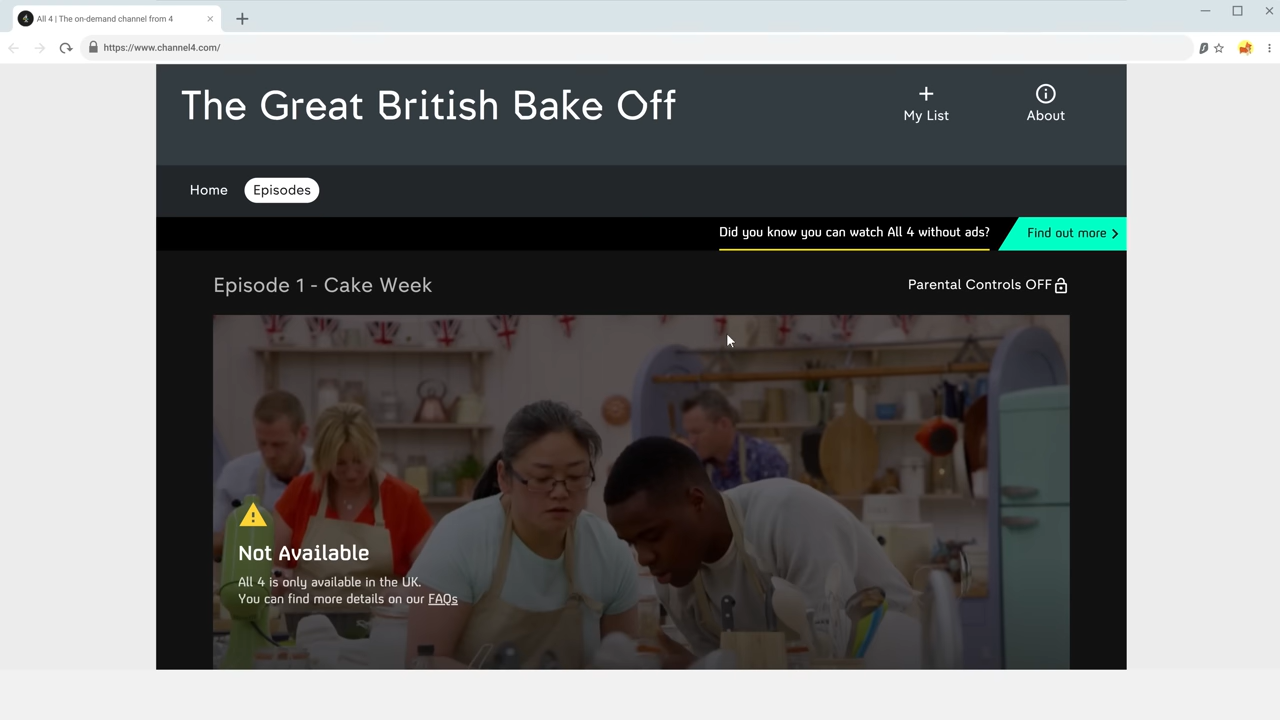 All 4 | The on-demand channel from 4
https://www.channel4.com/
The Great British Bake Off
My List
About
Home
Episodes
Did you know you can watch All 4 without ads?
Find out more
Episode 1 - Cake Week
Parental Controls OFF
Not Available
All 4 is only available in the UK.
You can find more details on our FAQs